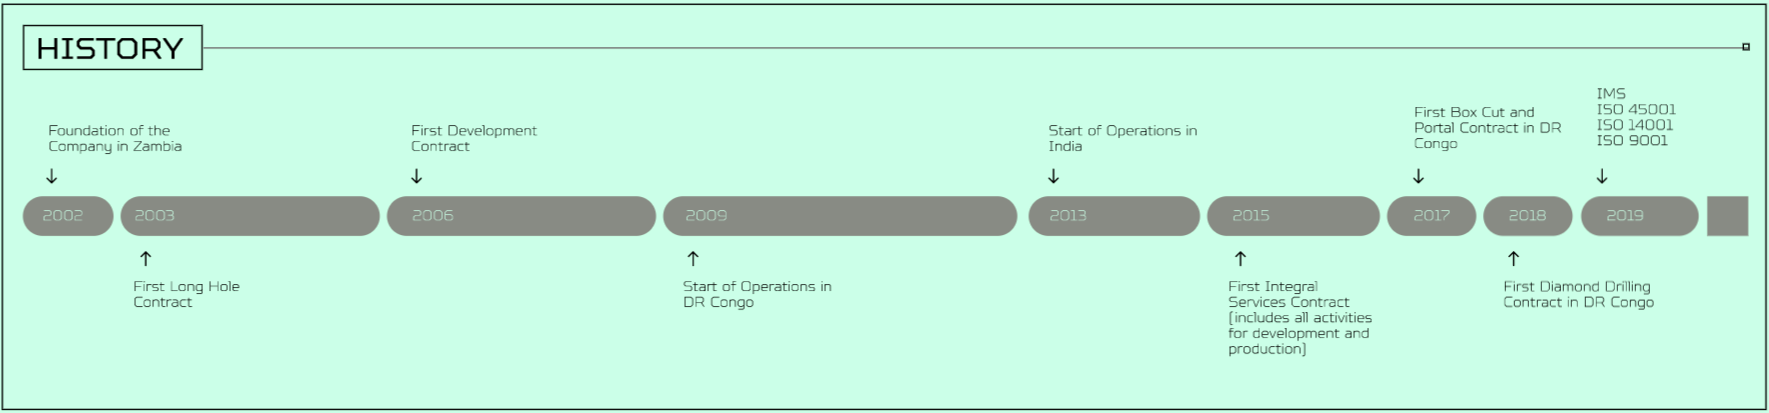 HISTORY
Foundation of the
Company in Zambia
First Development
Contract
Start of Operations in
India
First Box Cut and
Portal Contract in DR
Congo
IMS
ISO 45001
ISO 14001
ISO 9001
2002
2003
2006
2009
2013
2015
2017
2018
2019
First Long Hole
Contract
Start of Operations in
DR Congo
First Integral
Services Contract
[includes all activities
for development and
production]
First Diamond Drilling
Contract in DR Congo